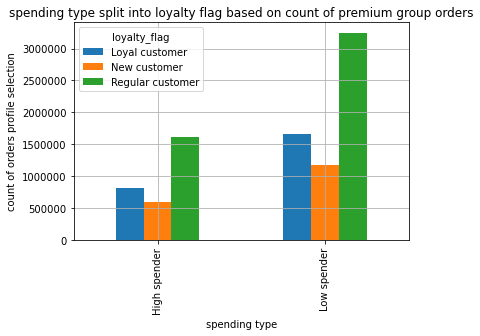 spending type split into loyalty flag based on count of premium group orders
loyalty_flag
Loyal customer
New customer
Regular customer
count of orders profile selection
3000000
2500000
2000000
1500000
1000000
500000
0
High spender
Low spender
spending type